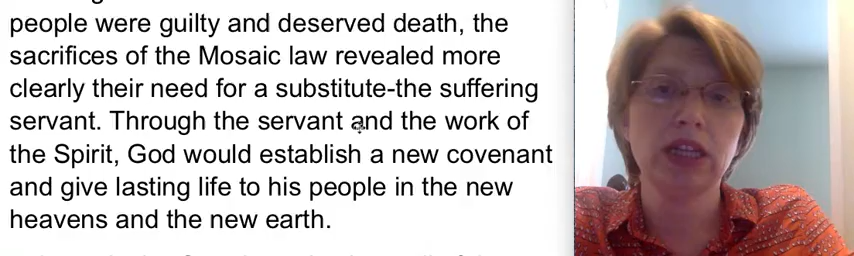 people were guilty and deserved death, the
sacrifices of the Mosaic law revealed more
clearly their need for a substitute-the suffering
servant. Through the servant and the work of
the Spirit, God would establish a new covenant
and give lasting life to his people in the new
heavens and the new earth.